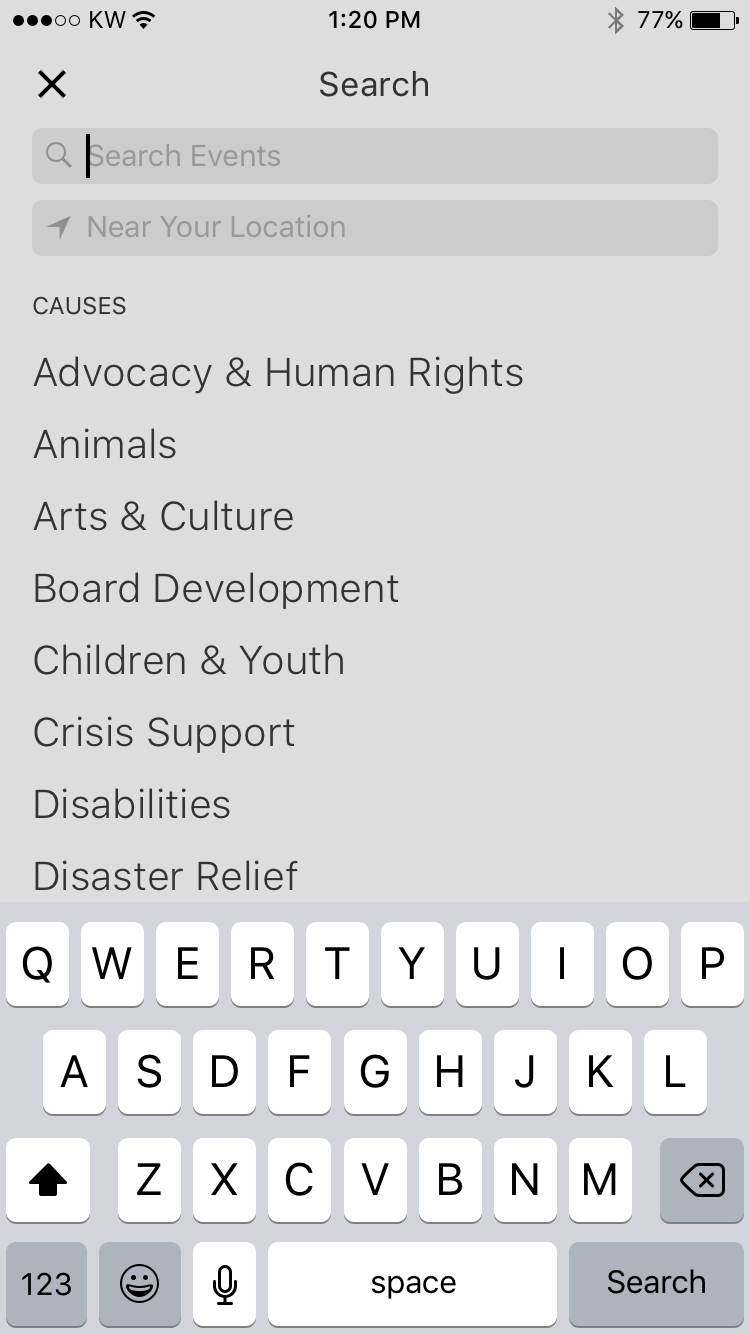 KW 1:20 PM 77%
Search
Search Events
Near Your Location
CAUSES
Advocacy & Human Rights
Animals
Arts & Culture
Board Development
Children & Youth
Crisis Support
Disabilities
Disaster Relief
Q W E R T Y U I O P
A S D F G H J K L
Z X C V B N M
123 space Search